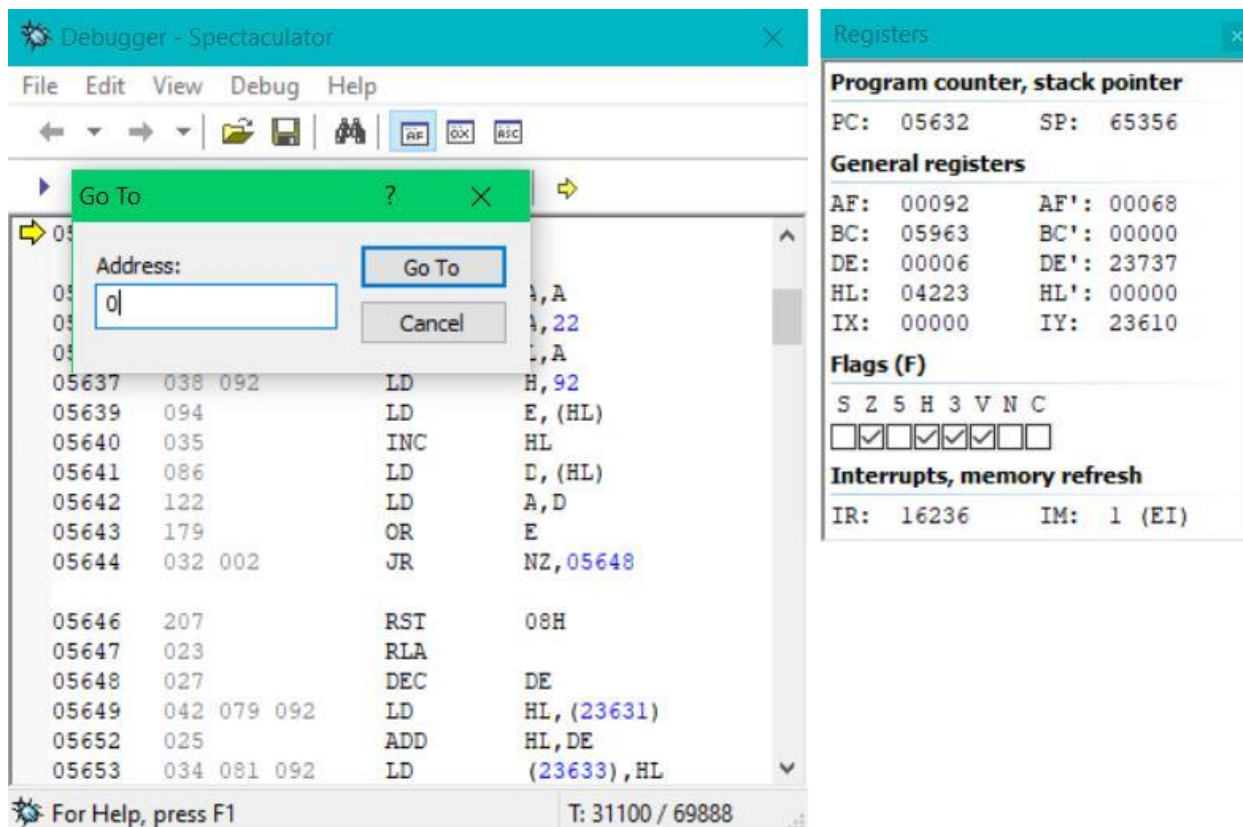 Debugger - Spectaculator
File Edit View Debug Help
Go To ?
Address:
0
Go To
Cancel
A,A
A,22
L,A
05637 038 092 LD H,92
05639 094 LD E,(HL)
05640 035 INC HL
05641 086 LD D,(HL)
05642 122 LD A,D
05643 179 OR E
05644 032 002 JR NZ,05648
05646 207 RST 08H
05647 023 RLA
05648 027 DEC DE
05649 042 079 092 LD HL,(23631)
05652 025 ADD HL,DE
05653 034 081 092 LD (23633),HL
For Help, press F1 T: 31100 / 69888
Registers
Program counter, stack pointer
PC: 05632 SP: 65356
General registers
AF: 00092 AF': 00068
BC: 05963 BC': 00000
DE: 00006 DE': 23737
HL: 04223 HL': 00000
IX: 00000 IY: 23610
Flags (F)
S Z 5 H 3 V N C
Interrupts, memory refresh
IR: 16236 IM: 1 (EI)